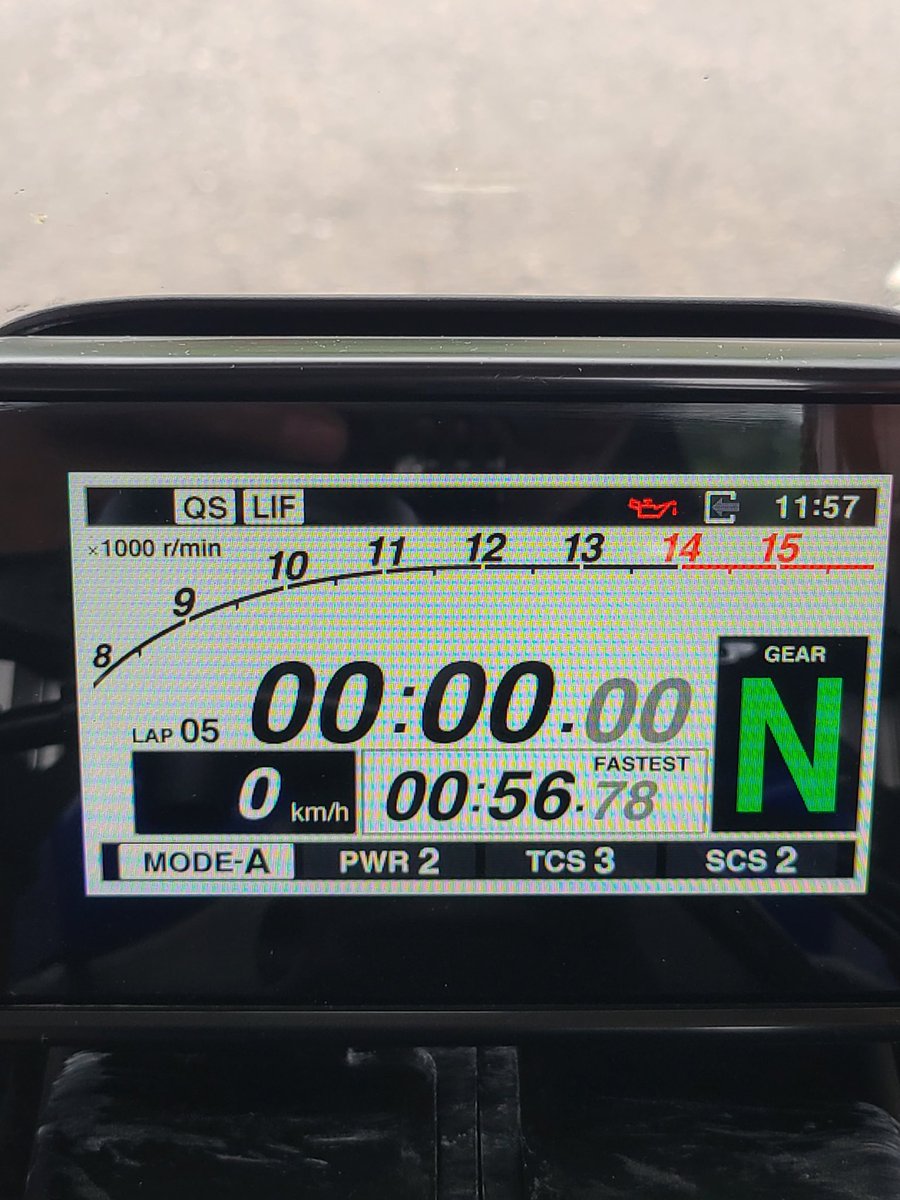 QS LIF 11:57
×1000 r/min
8 9 10 11 12 13 14 15
GEAR
N
LAP 05 00:00.00
0 km/h
FASTEST
00:56.78
MODE-A PWR 2 TCS 3 SCS 2